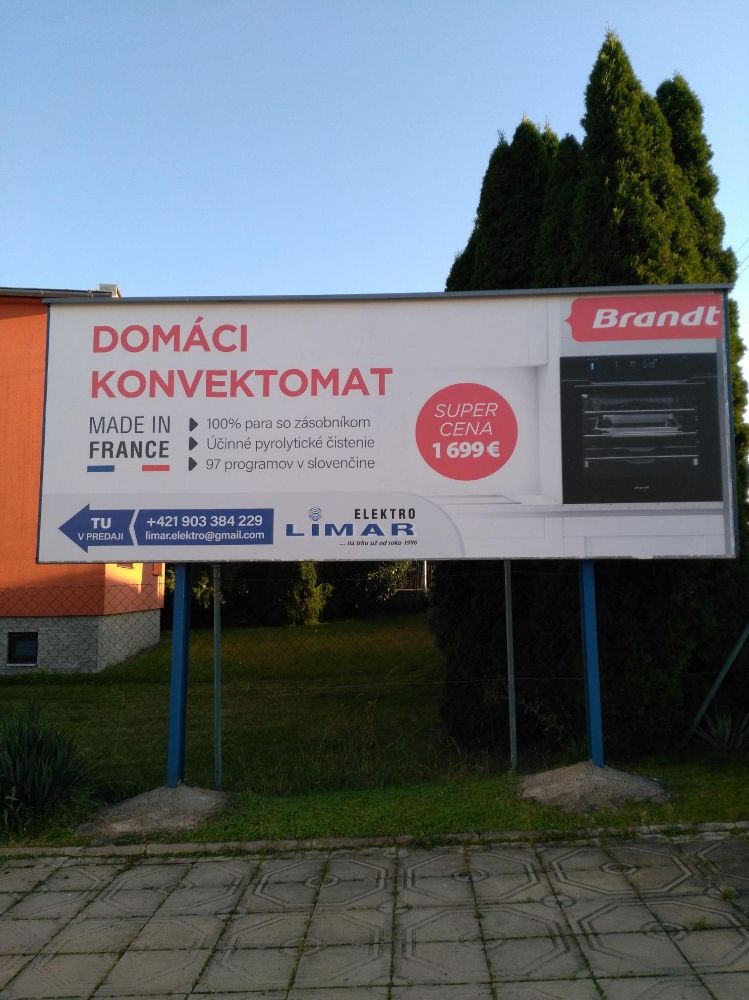 Brandt
DOMÁCI
KONVEKTOMAT
MADE IN
FRANCE
100% para so zásobníkom
Účinné pyrolytické čistenie
97 programov v slovenčine
SUPER
CENA
1 699 €
TU
V PREDAJI
+421 903 384 229
limar.elektro@gmail.com
ELEKTRO
LIMAR
... na trhu už od roku 1996